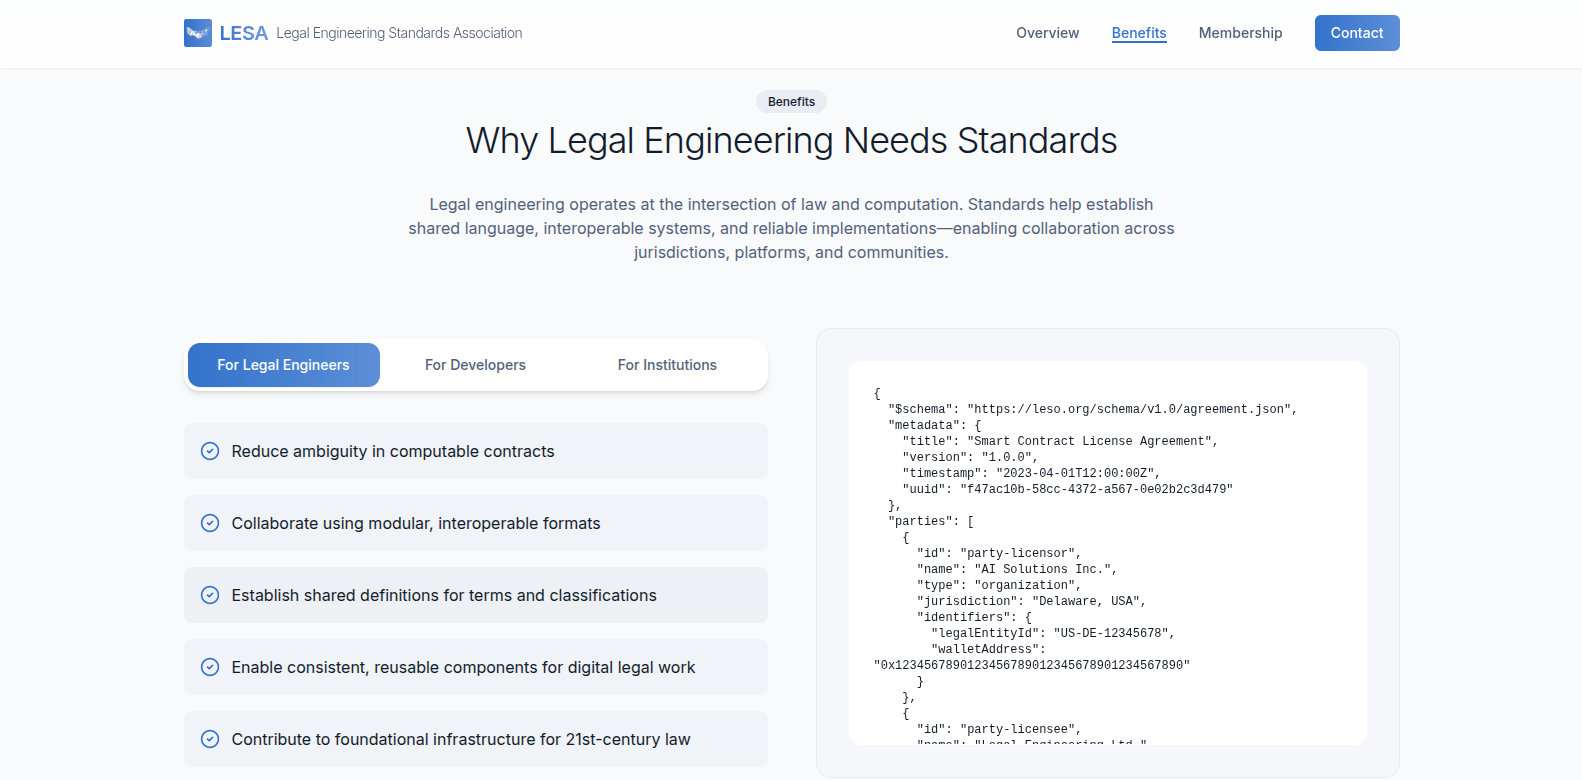 LESA Legal Engineering Standards Association
Overview Benefits Membership Contact
Benefits
Why Legal Engineering Needs Standards
Legal engineering operates at the intersection of law and computation. Standards help establish
shared language, interoperable systems, and reliable implementations—enabling collaboration across
jurisdictions, platforms, and communities.
For Legal Engineers For Developers For Institutions
Reduce ambiguity in computable contracts
Collaborate using modular, interoperable formats
Establish shared definitions for terms and classifications
Enable consistent, reusable components for digital legal work
Contribute to foundational infrastructure for 21st-century law
{
  "$schema": "https://leso.org/schema/v1.0/agreement.json",
  "metadata": {
    "title": "Smart Contract License Agreement",
    "version": "1.0.0",
    "timestamp": "2023-04-01T12:00:00Z",
    "uuid": "f47ac10b-58cc-4372-a567-0e02b2c3d479"
  },
  "parties": [
    {
      "id": "party-licensor",
      "name": "AI Solutions Inc.",
      "type": "organization",
      "jurisdiction": "Delaware, USA",
      "identifiers": {
        "legalEntityId": "US-DE-12345678",
        "walletAddress":
"0x1234567890123456789012345678901234567890"
      }
    },
    {
      "id": "party-licensee",
      "name": "Legal Engineering Ltd."